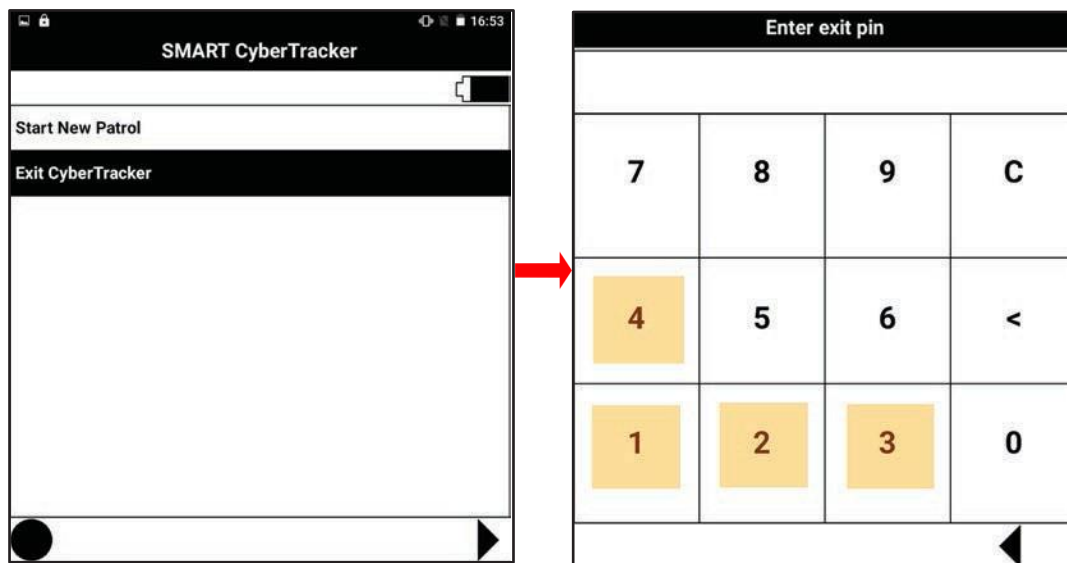 16:53
SMART CyberTracker
Start New Patrol
Exit CyberTracker
Enter exit pin
7 8 9 C
4 5 6 <
1 2 3 0